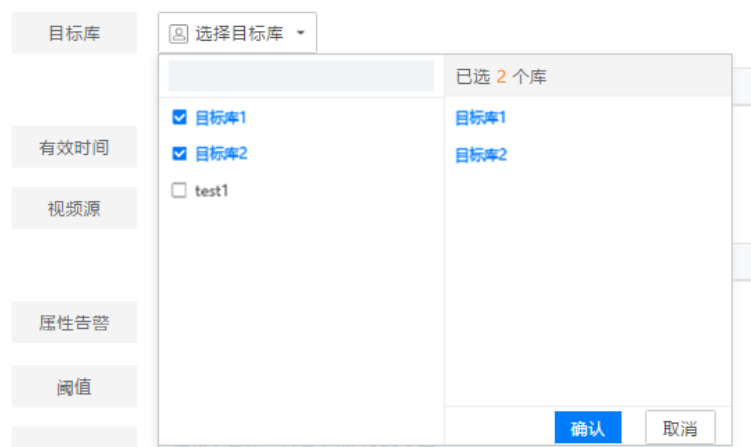 目标库
选择目标库
已选 2 个库
目标库1
目标库2
test1
目标库1
目标库2
有效时间
视频源
属性告警
阈值
确认
取消